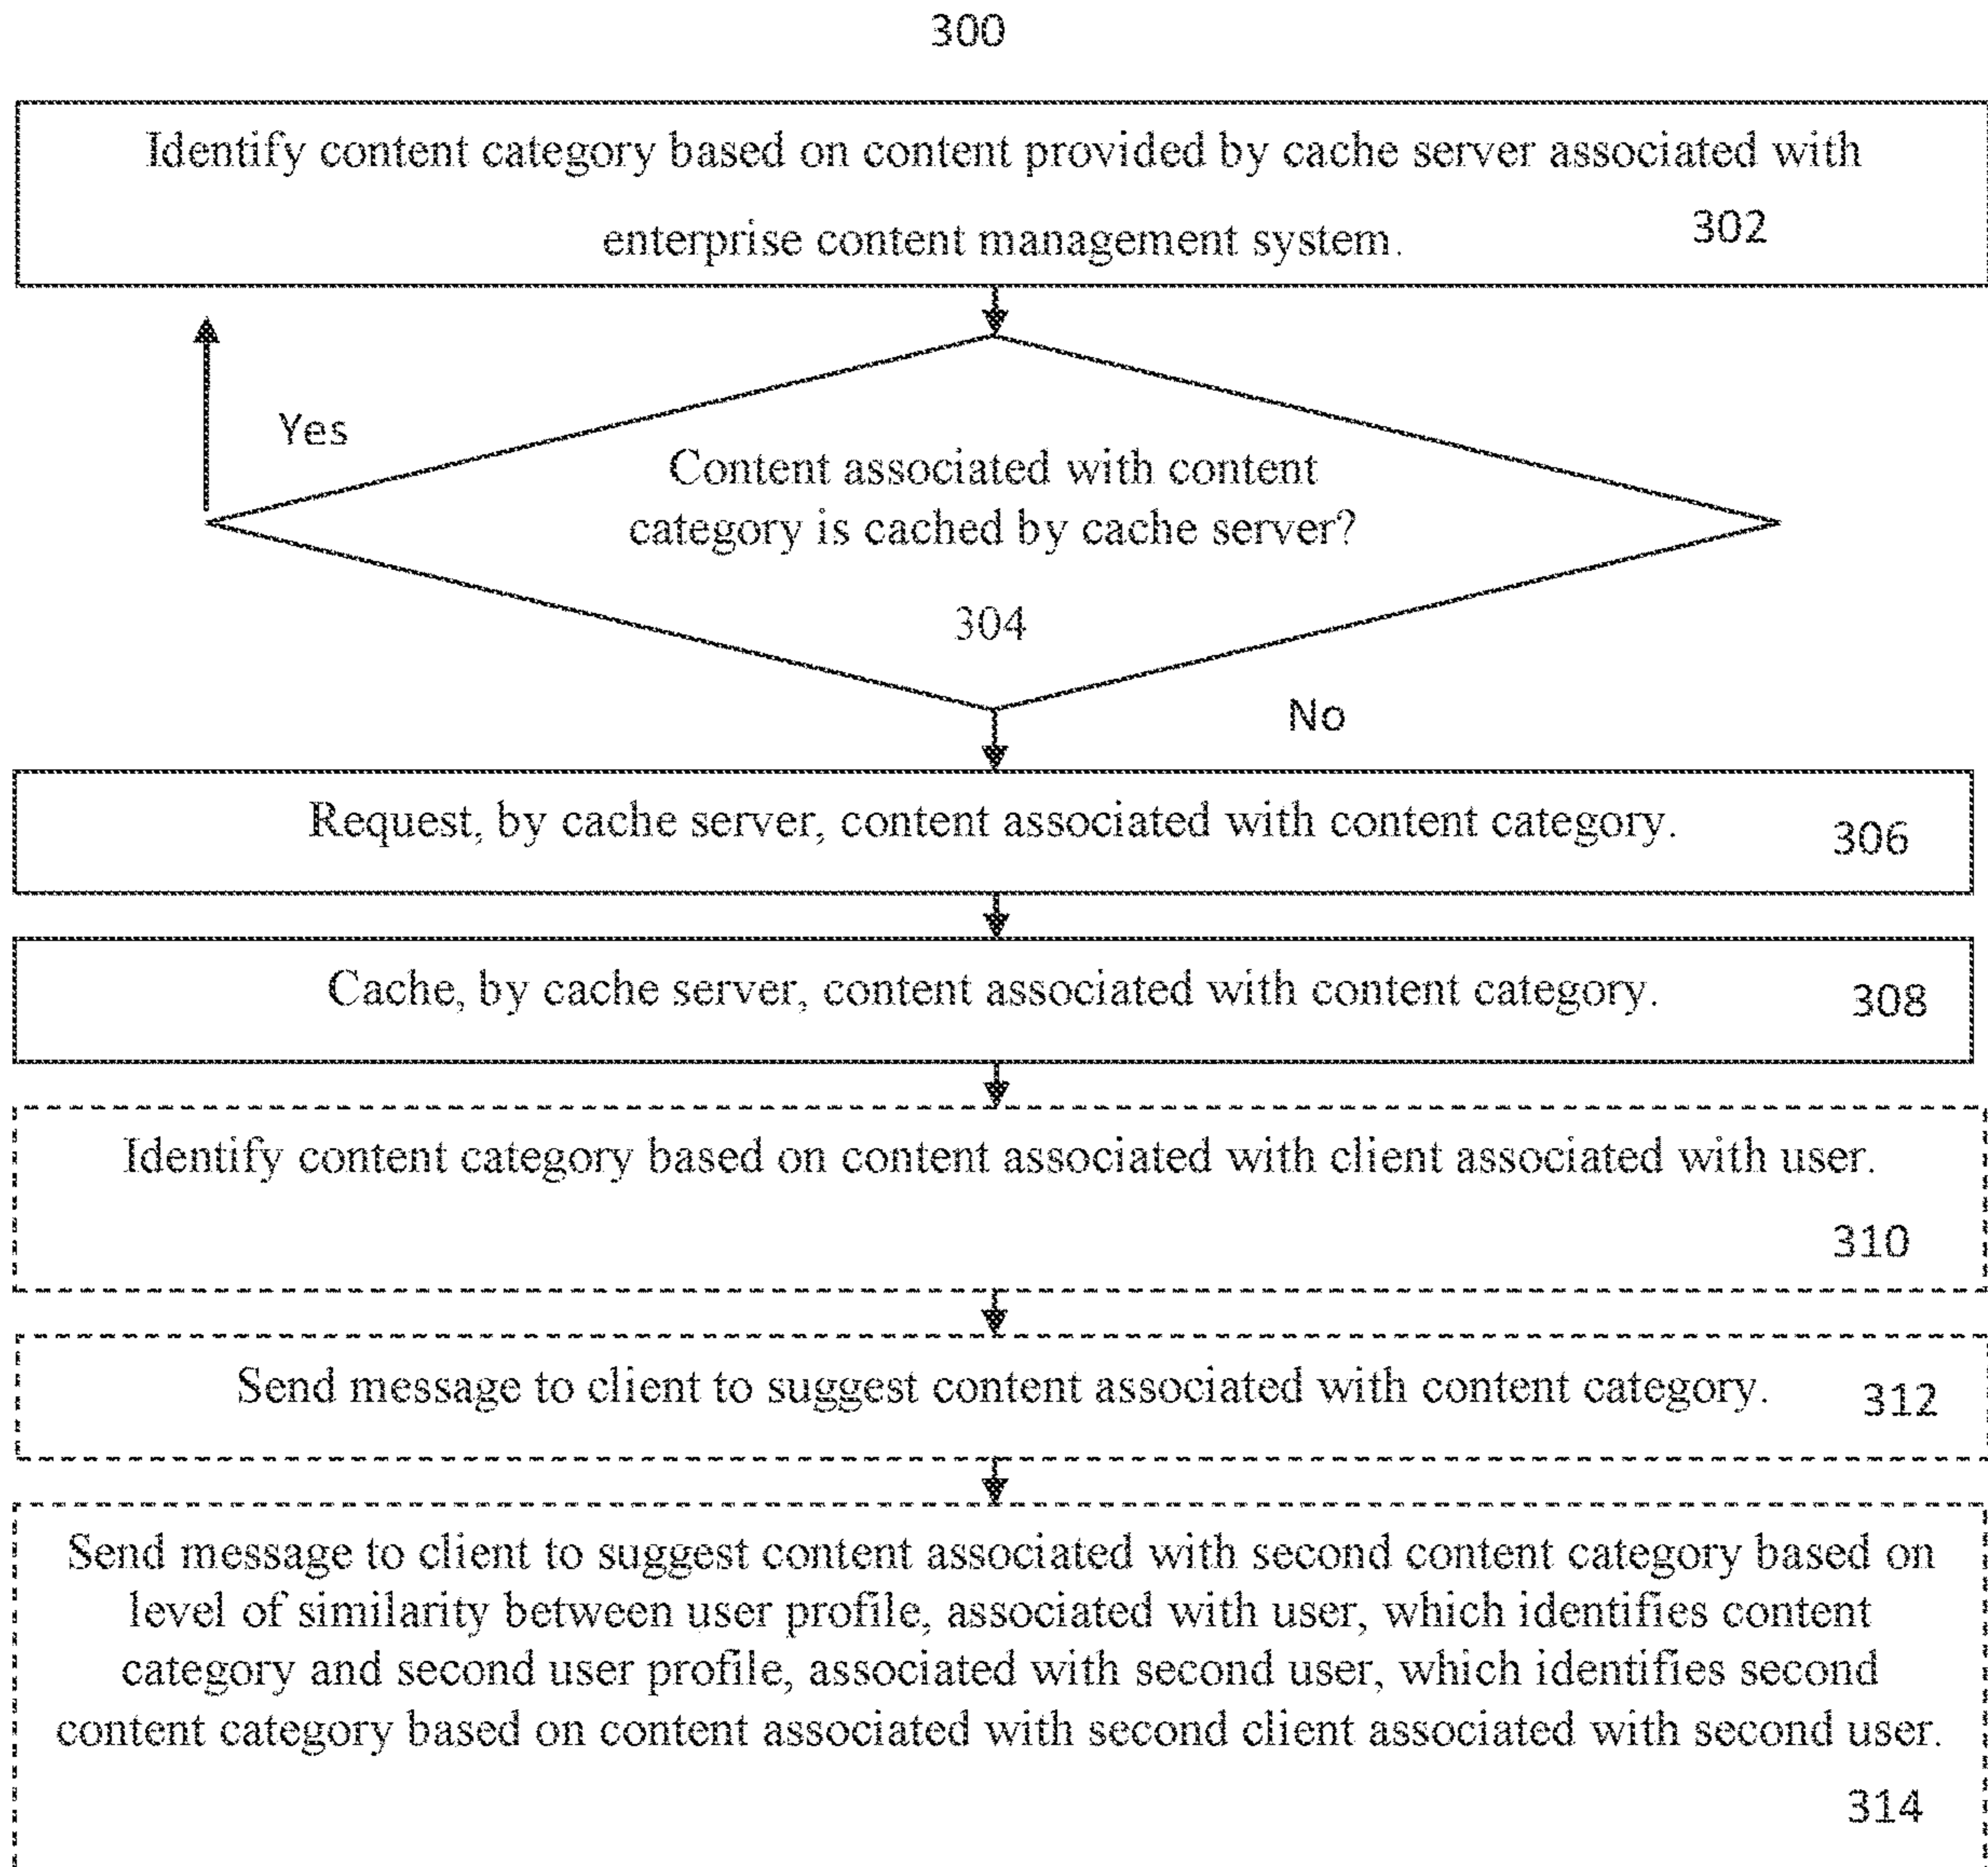 300
Identify content category based on content provided by cache server associated with
enterprise content management system.
302
Yes
Content associated with content
category is cached by cache server?
304
No
Request, by cache server, content associated with content category.
306
Cache, by cache server, content associated with content category.
308
Identify content category based on content associated with client associated with user.
310
Send message to client to suggest content associated with content category.
312
Send message to client to suggest content associated with second content category based on
level of similarity between user profile, associated with user, which identifies content
category and second user profile, associated with second user, which identifies second
content category based on content associated with second client associated with second user.
314